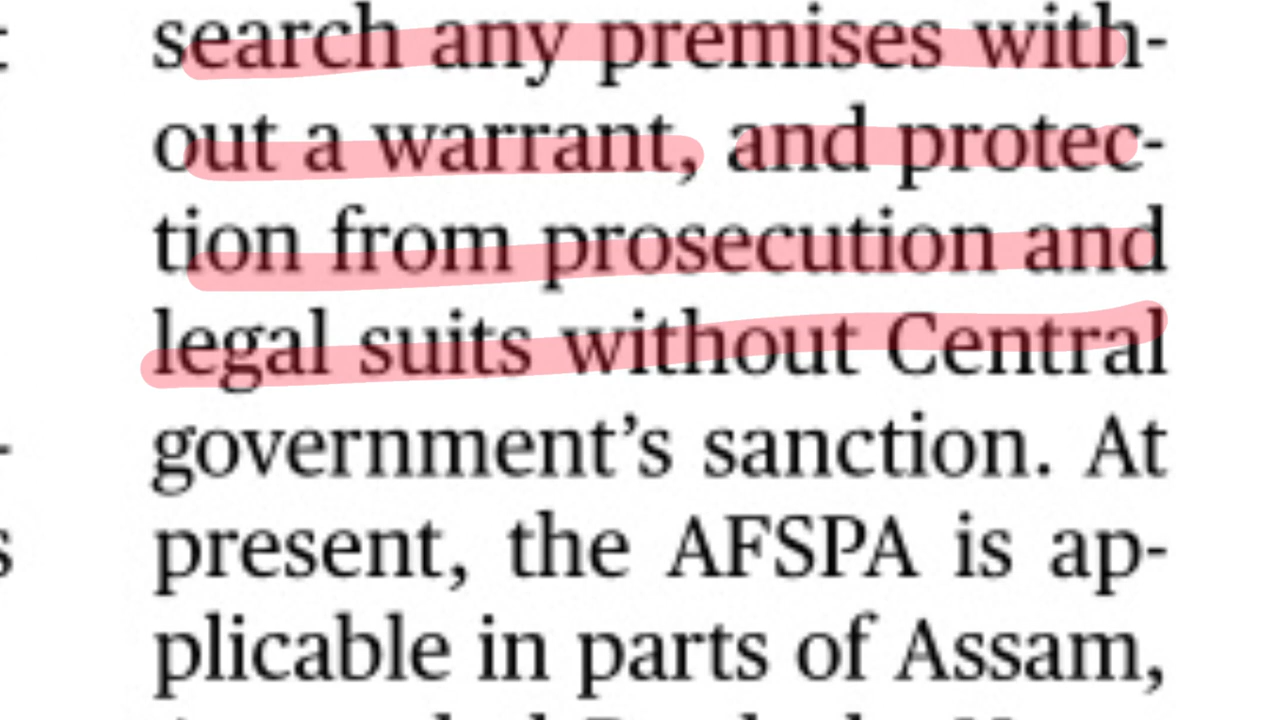 search any premises with-
out a warrant, and protec-
tion from prosecution and
legal suits without Central
government’s sanction. At
present, the AFSPA is ap-
plicable in parts of Assam,